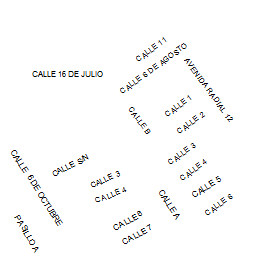 CALLE 11
CALLE 6 DE AGOSTO
AVENIDA RADIAL 12
CALLE 16 DE JULIO
CALLE 1
CALLE B
CALLE 2
CALLE 3
CALLE S/N
CALLE 4
CALLE 6 DE OCTUBRE
CALLE 3
CALLE 4
CALLE 5
CALLE A
CALLE 6
PASILLO A
CALLE 6
CALLE 7